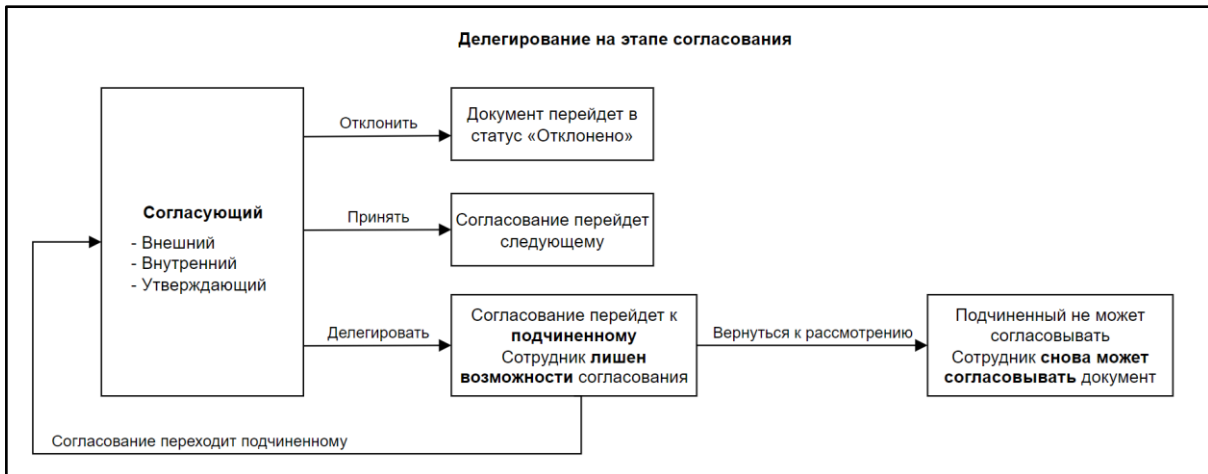 Делегирование на этапе согласования
Отклонить
Документ перейдет в
статус «Отклонено»
Согласующий
- Внешний
- Внутренний
- Утверждающий
Принять
Согласование перейдет
следующему
Делегировать
Согласование перейдет к
подчиненному
Сотрудник лишен
возможности согласования
Вернуться к рассмотрению
Подчиненный не может
согласовывать
Сотрудник снова может
согласовывать документ
Согласование переходит подчиненному